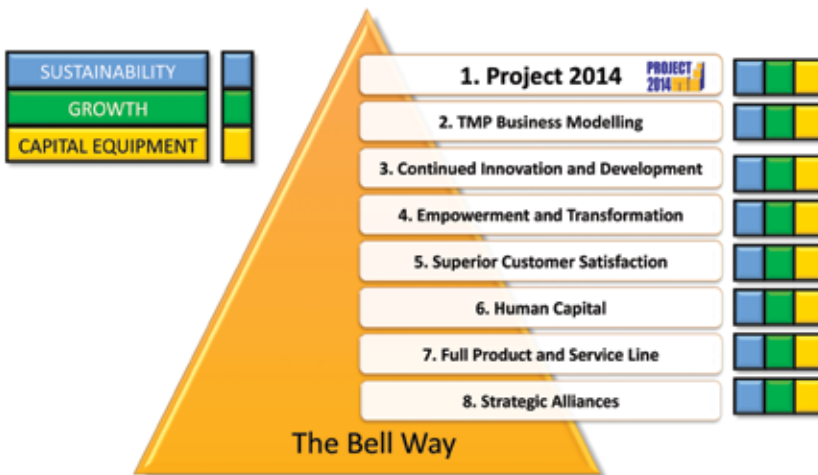 SUSTAINABILITY
GROWTH
CAPITAL EQUIPMENT
1. Project 2014
PROJECT
2014
2. TMP Business Modelling
3. Continued Innovation and Development
4. Empowerment and Transformation
5. Superior Customer Satisfaction
6. Human Capital
7. Full Product and Service Line
8. Strategic Alliances
The Bell Way